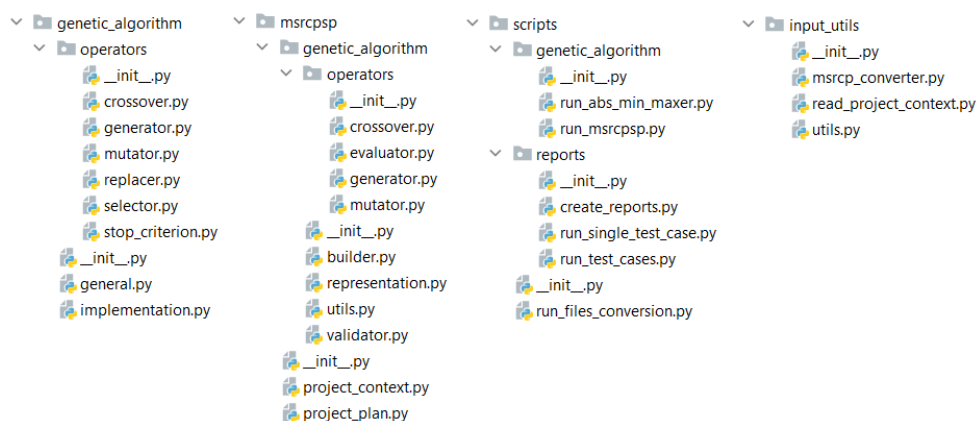 genetic_algorithm
operators
__init__.py
crossover.py
generator.py
mutator.py
replacer.py
selector.py
stop_criterion.py
__init__.py
general.py
implementation.py
msrcpsp
genetic_algorithm
operators
__init__.py
crossover.py
evaluator.py
generator.py
mutator.py
__init__.py
builder.py
representation.py
utils.py
validator.py
__init__.py
project_context.py
project_plan.py
scripts
genetic_algorithm
__init__.py
run_abs_min_maxer.py
run_msrcpsp.py
reports
__init__.py
create_reports.py
run_single_test_case.py
run_test_cases.py
__init__.py
run_files_conversion.py
input_utils
__init__.py
msrcp_converter.py
read_project_context.py
utils.py